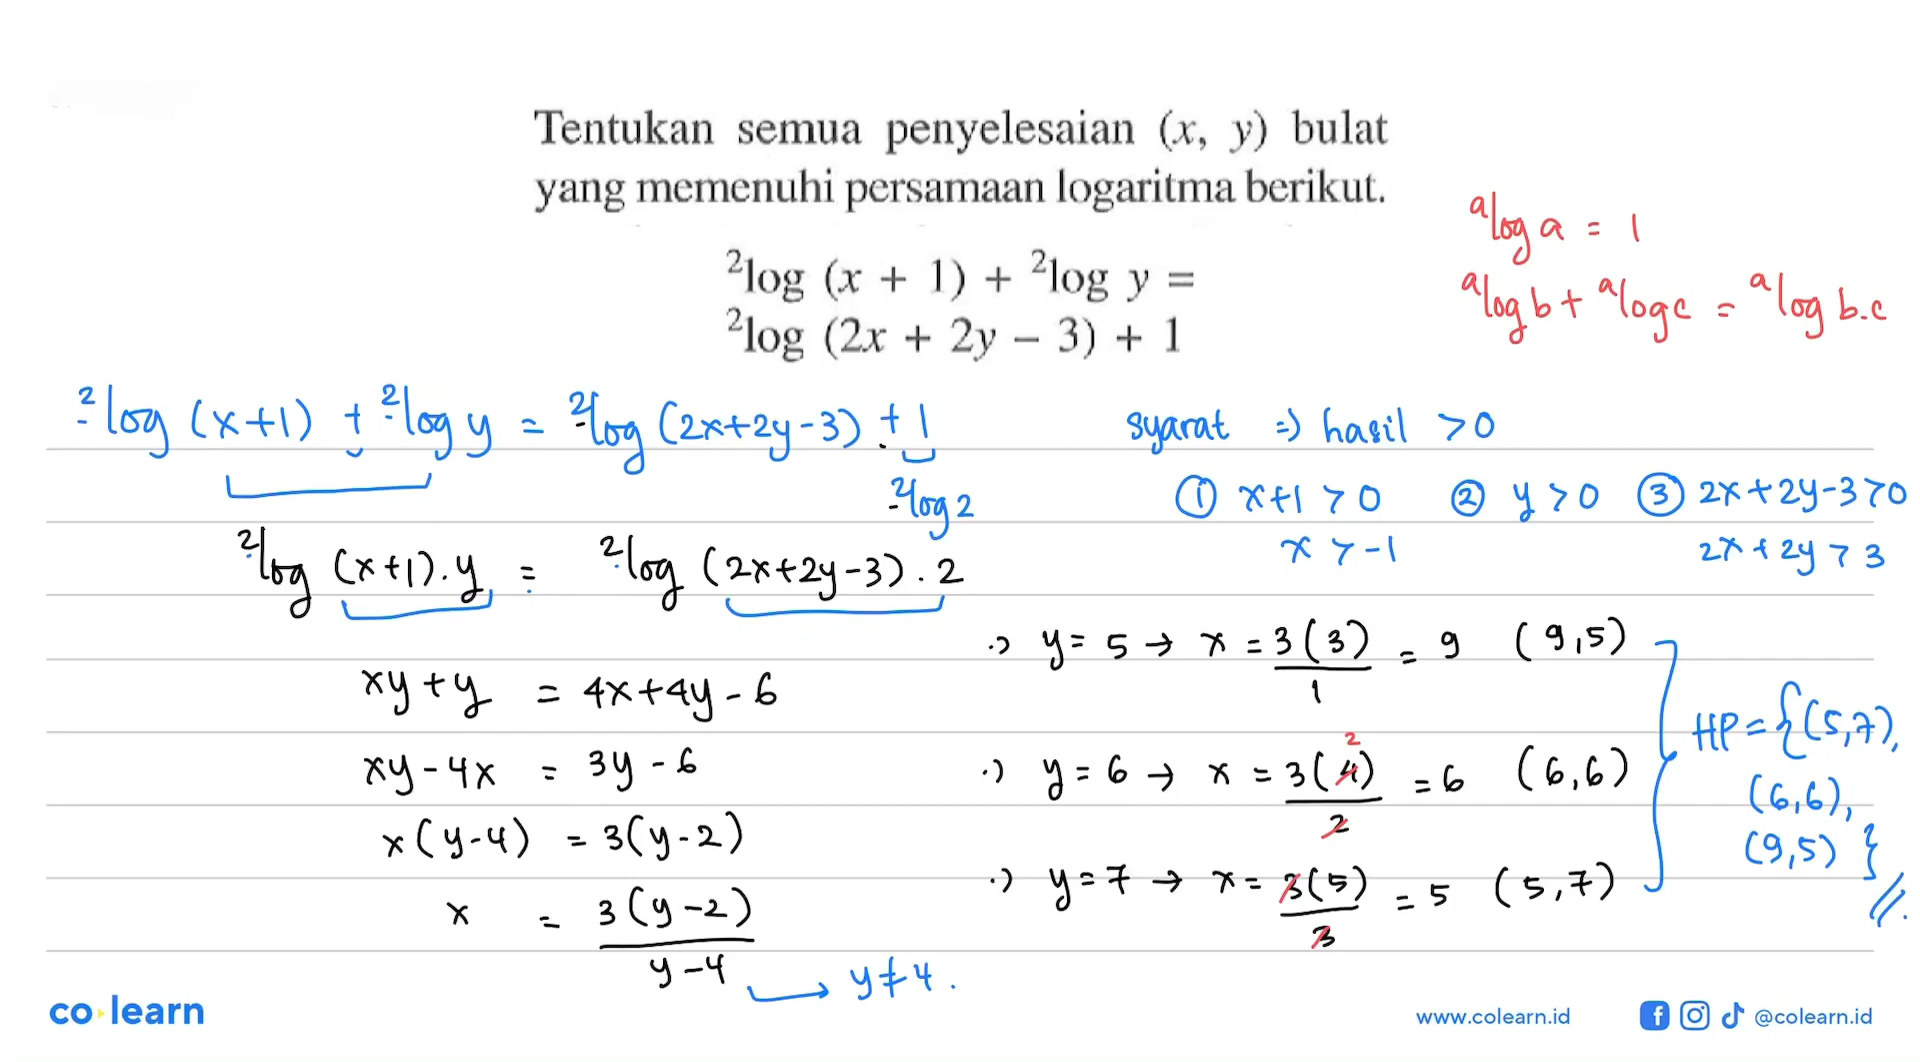 Tentukan semua penyelesaian (x, y) bulat
yang memenuhi persamaan logaritma berikut.
²log (x + 1) + ²log y =
²log (2x + 2y − 3) + 1
ᵃlog a = 1
ᵃlog b + ᵃlog c = ᵃlog b.c
²log (x+1) + ²log y = ²log (2x+2y-3) + 1
²log 2
²log (x+1).y = ²log (2x+2y-3).2
xy + y = 4x+4y-6
xy - 4x = 3y-6
x(y-4) = 3(y-2)
x = 3(y-2)/y-4 → y≠4.
syarat => hasil >0
① x+1 >0 ② y >0 ③ 2x+2y-3>0
x > -1 2x+2y > 3
·) y = 5 → x = 3(3)/1 = 9 (9,5)
·) y = 6 → x = 3(4)/2 = 6 (6,6)
2
·) y = 7 → x = 3(5)/3 = 5 (5,7)
HP = {(5,7),
(6,6),
(9,5)}
//.
co learn
www.colearn.id
@colearn.id